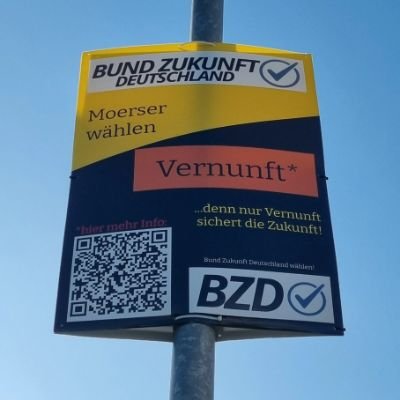 BUND ZUKUNFT
DEUTSCHLAND
Moerser
wählen
Vernunft*
...denn nur Vernunft
sichert die Zukunft!
*hier mehr Info:
Bund Zukunft Deutschland wählen!
BZD